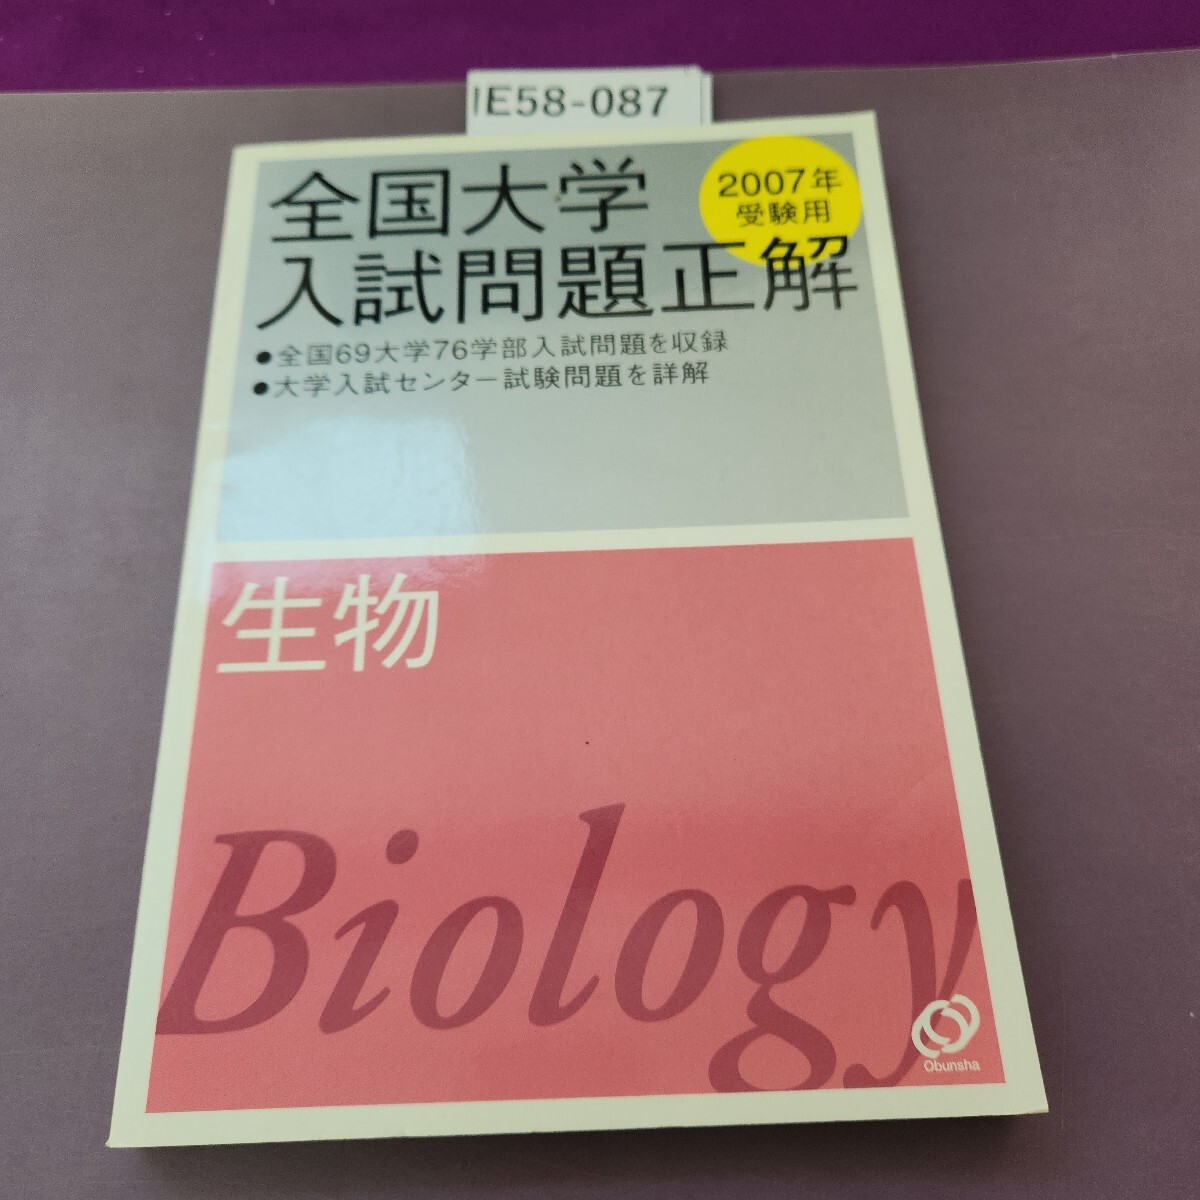 IE58-087
2007年
受験用
全国大学
入試問題正解
●全国69大学76学部入試問題を収録
●大学入試センター試験問題を詳解
生物
Biology
Obunsha